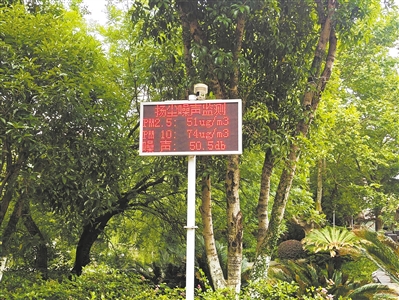 扬尘噪声监测
PM2.5: 51ug/m3
PM 10: 74ug/m3
噪 声: 50.5db